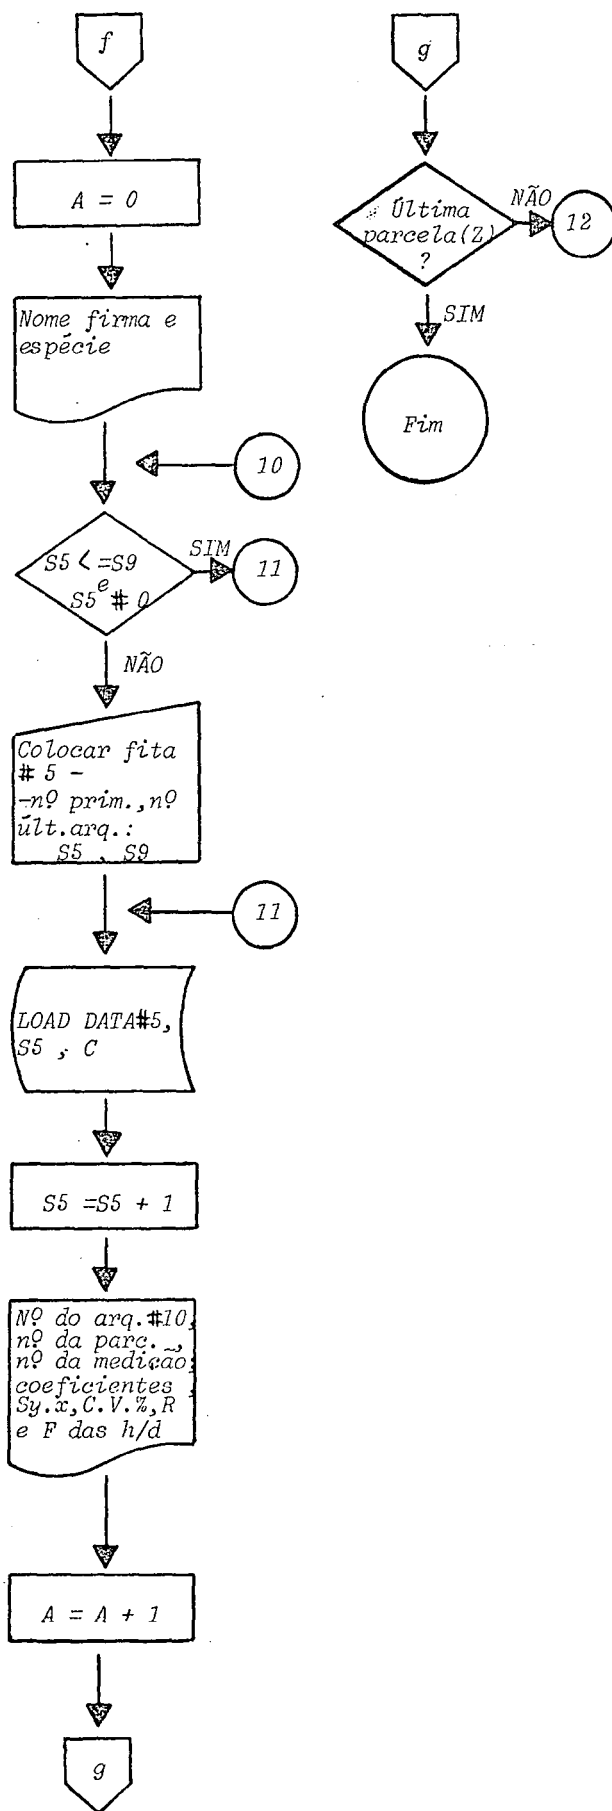 f
A = 0
Nome firma e
espécie
10
S5 <=S9
e
S5 # 0
SIM
11
NÃO
Colocar fita
# 5 -
-nº prim.,nº
últ.arq.:
S5 , S9
11
LOAD DATA#5,
S5 , C
S5 =S5 + 1
Nº do arq.#10,
nº da parc. ,
nº da medição,
coeficientes ,
Sy.x,C.V.%,R
e F das h/d
A = A + 1
g
g
Última
parcela(Z)
?
NÃO
12
SIM
Fim